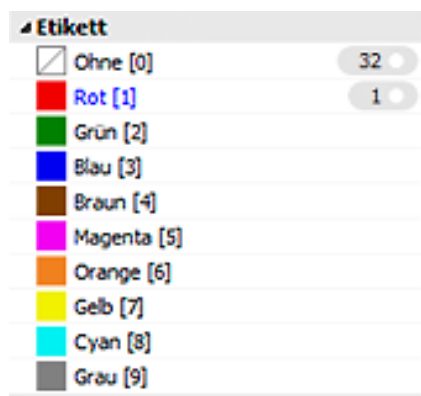 Etikett
Ohne [0] 32
Rot [1] 1
Grün [2]
Blau [3]
Braun [4]
Magenta [5]
Orange [6]
Gelb [7]
Cyan [8]
Grau [9]